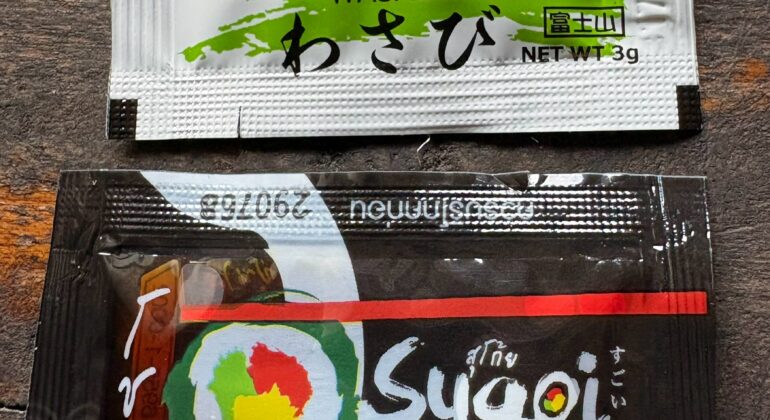 わさび
富士山
NET WT 3g
29076B
ควรบริโภคก่อน
สุโก้ย
Sugoi
すごい